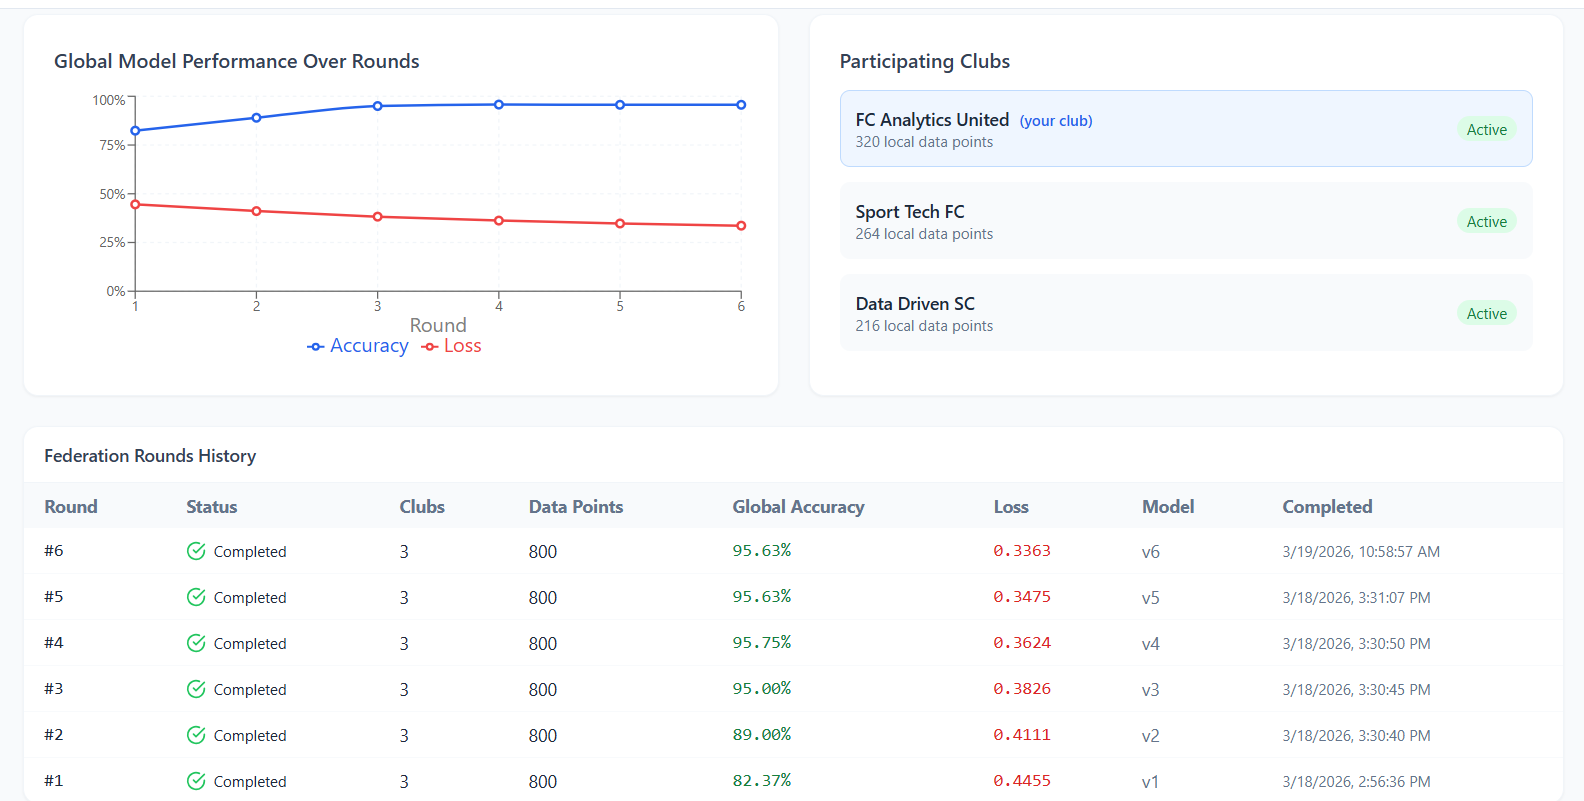 Global Model Performance Over Rounds
100%
75%
50%
25%
0%
1 2 3 4 5 6
Round
Accuracy Loss
Participating Clubs
FC Analytics United (your club)
320 local data points
Active
Sport Tech FC
264 local data points
Active
Data Driven SC
216 local data points
Active
Federation Rounds History
Round Status Clubs Data Points Global Accuracy Loss Model Completed
#6 Completed 3 800 95.63% 0.3363 v6 3/19/2026, 10:58:57 AM
#5 Completed 3 800 95.63% 0.3475 v5 3/18/2026, 3:31:07 PM
#4 Completed 3 800 95.75% 0.3624 v4 3/18/2026, 3:30:50 PM
#3 Completed 3 800 95.00% 0.3826 v3 3/18/2026, 3:30:45 PM
#2 Completed 3 800 89.00% 0.4111 v2 3/18/2026, 3:30:40 PM
#1 Completed 3 800 82.37% 0.4455 v1 3/18/2026, 2:56:36 PM